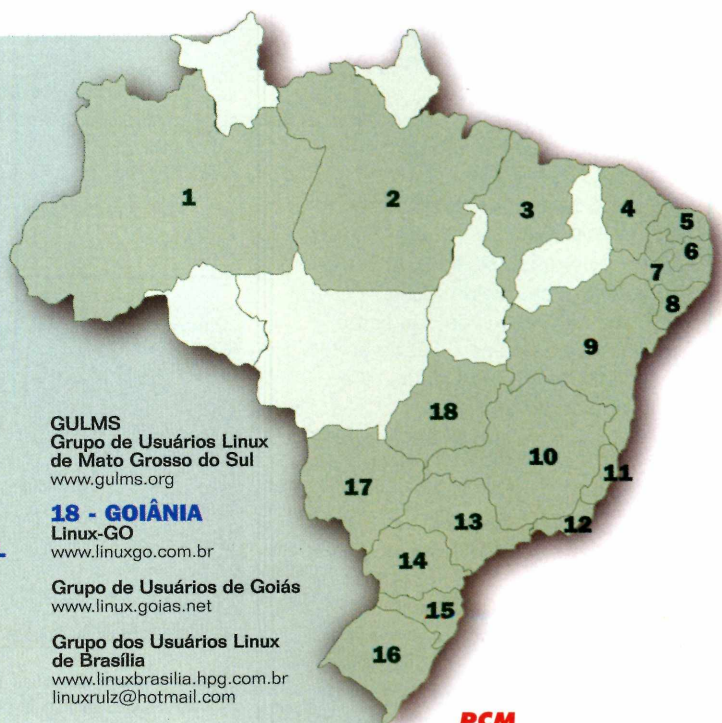 1
2
3
4
5
6
7
8
9
10
11
12
13
14
15
16
17
18
GULMS
Grupo de Usuários Linux
de Mato Grosso do Sul
www.gulms.org
18 - GOIÂNIA
Linux-GO
www.linuxgo.com.br
Grupo de Usuários de Goiás
www.linux.goias.net
Grupo dos Usuários Linux
de Brasília
www.linuxbrasilia.hpg.com.br
linuxrulz@hotmail.com
RCM